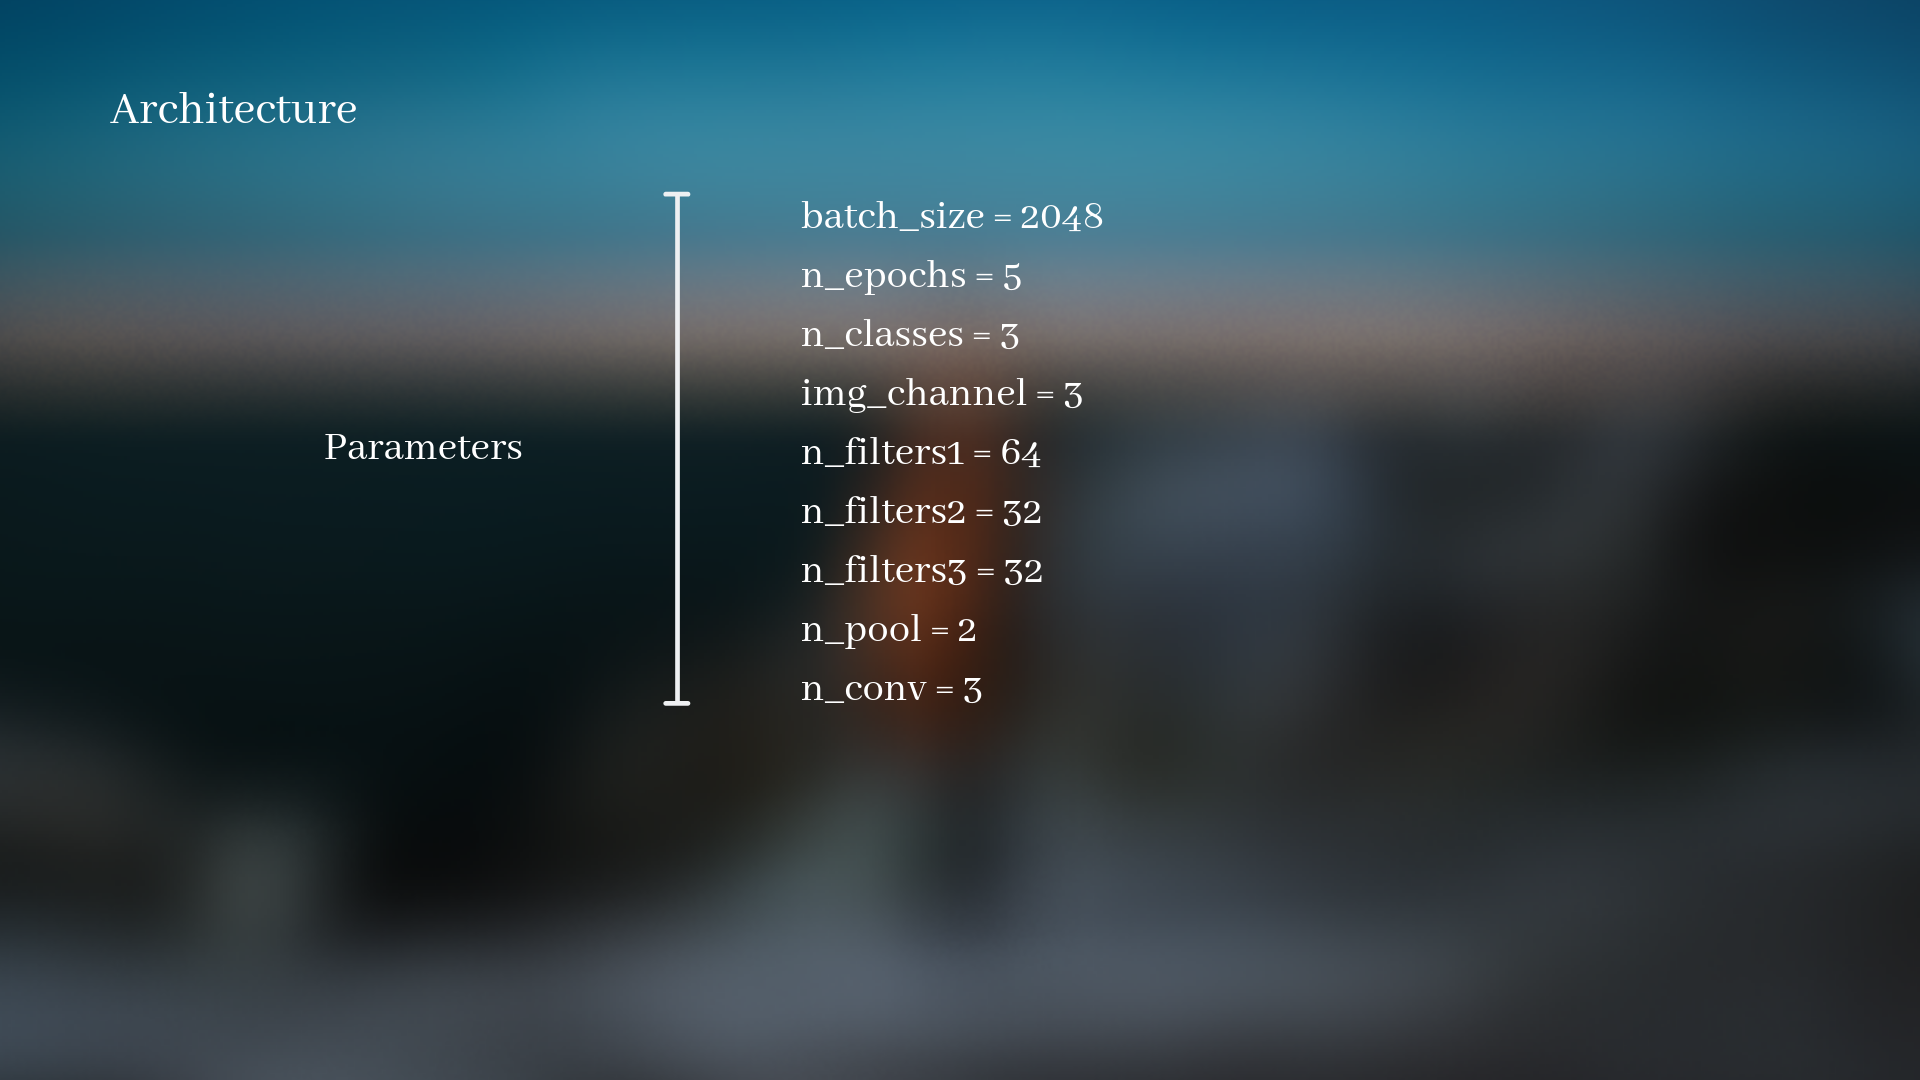 Architecture
Parameters
batch_size = 2048
n_epochs = 5
n_classes = 3
img_channel = 3
n_filters1 = 64
n_filters2 = 32
n_filters3 = 32
n_pool = 2
n_conv = 3